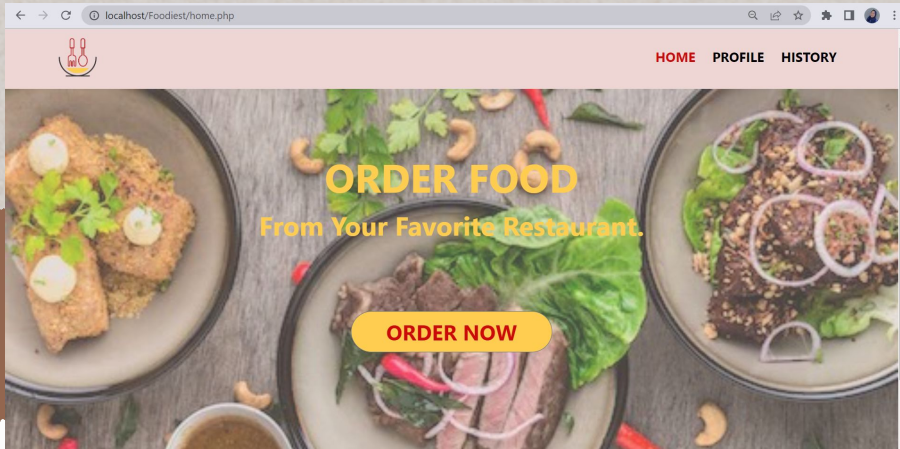 localhost/Foodiest/home.php
HOME PROFILE HISTORY
ORDER FOOD
From Your Favorite Restaurant.
ORDER NOW